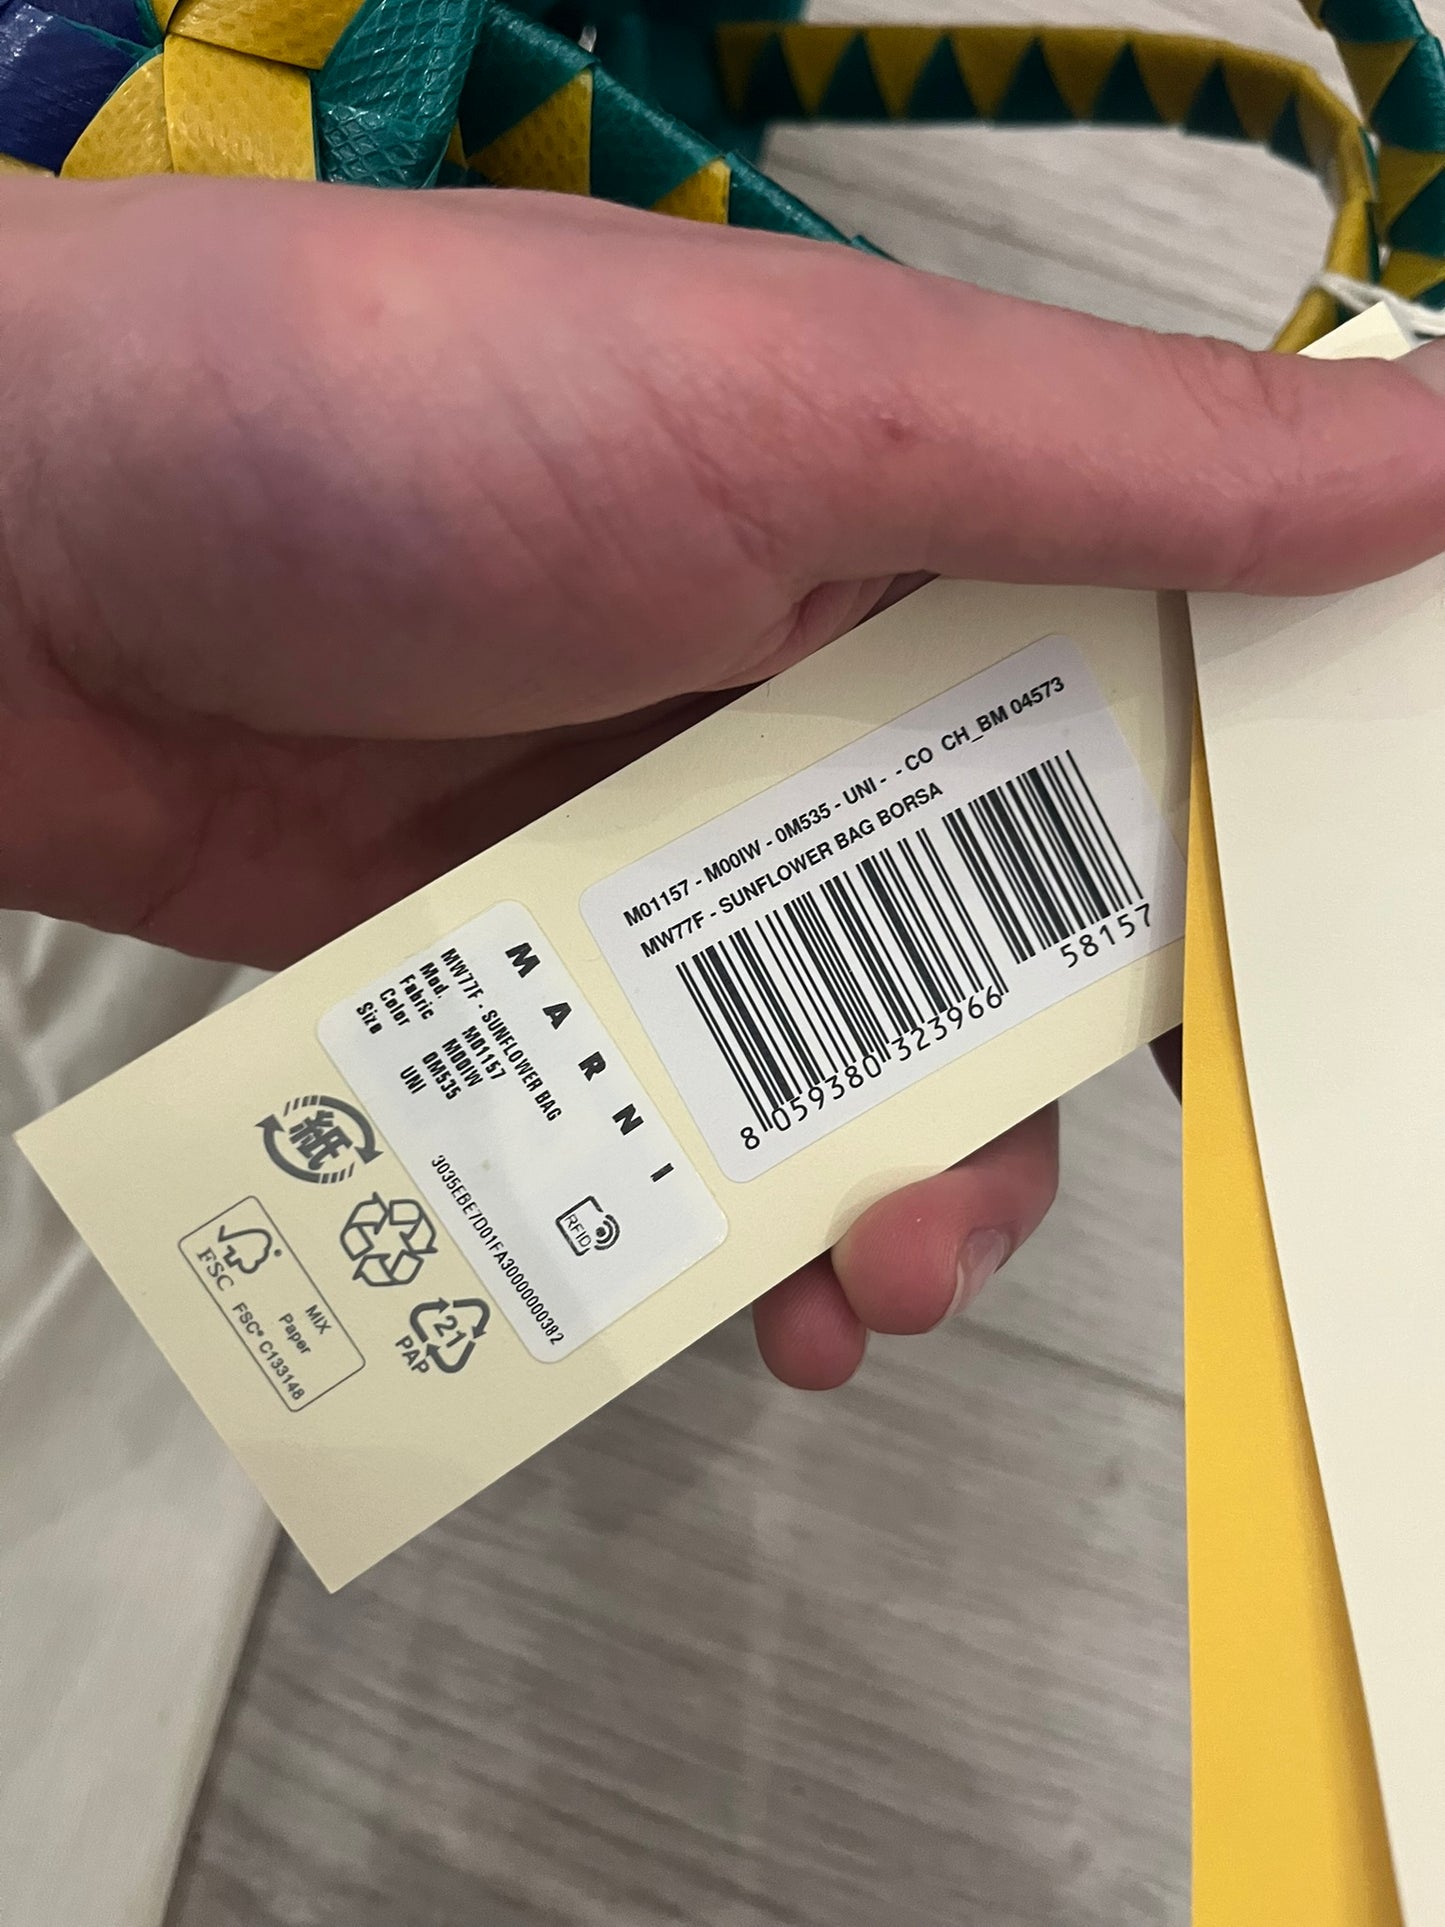 M01157 - M00IW - 0M535 - UNI - - CO CH_BM 04573
MW77F - SUNFLOWER BAG BORSA
8 059380 323966 58157
MARNI
MW77F - SUNFLOWER BAG
Mod. M01157
Fabric M00IW
Color 0M535
Size UNI
RFID
3035EBE7D01FA3000000382
紙
21
PAP
FSC
MIX
Paper
FSC® C133148